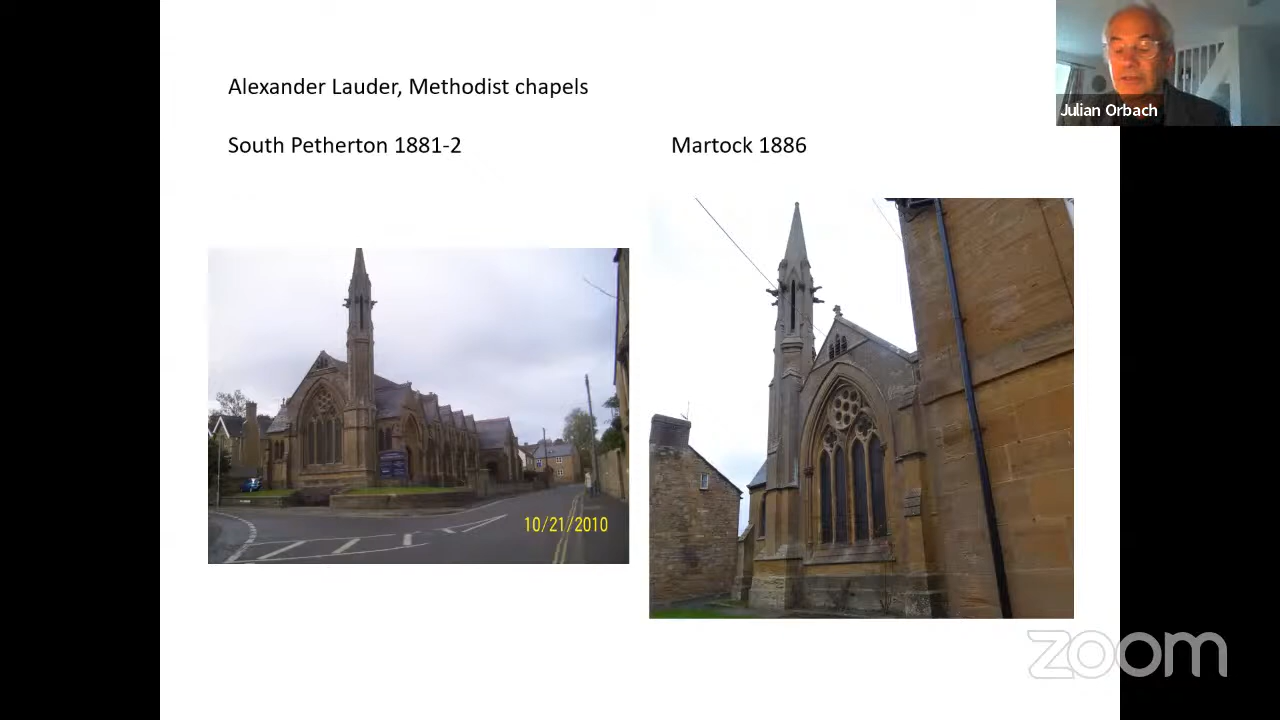 Alexander Lauder, Methodist chapels
South Petherton 1881-2
Martock 1886
Julian Orbach
10/21/2010
zoom